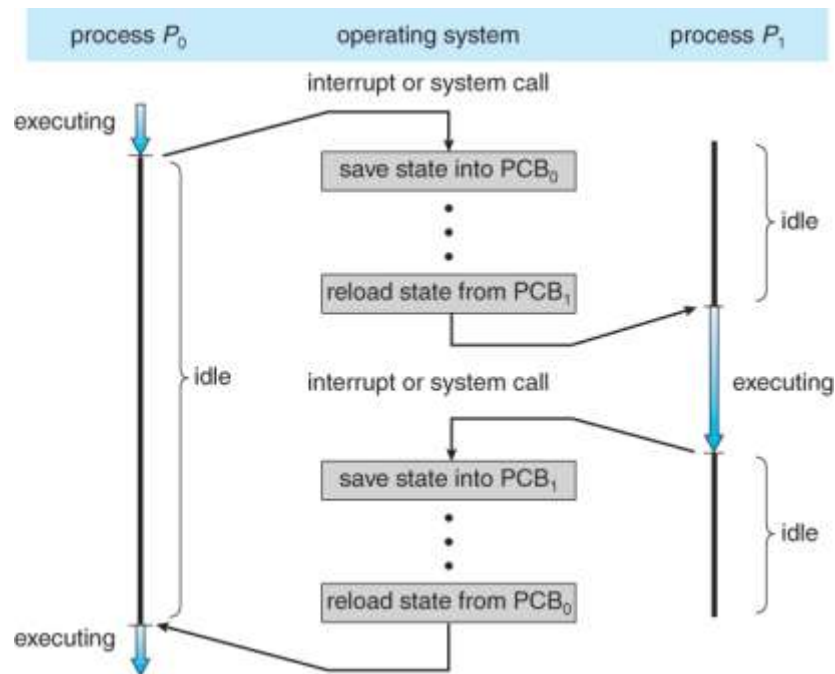 process P₀ operating system process P₁
interrupt or system call
executing
save state into PCB₀
idle
reload state from PCB₁
idle
interrupt or system call
executing
save state into PCB₁
idle
reload state from PCB₀
executing